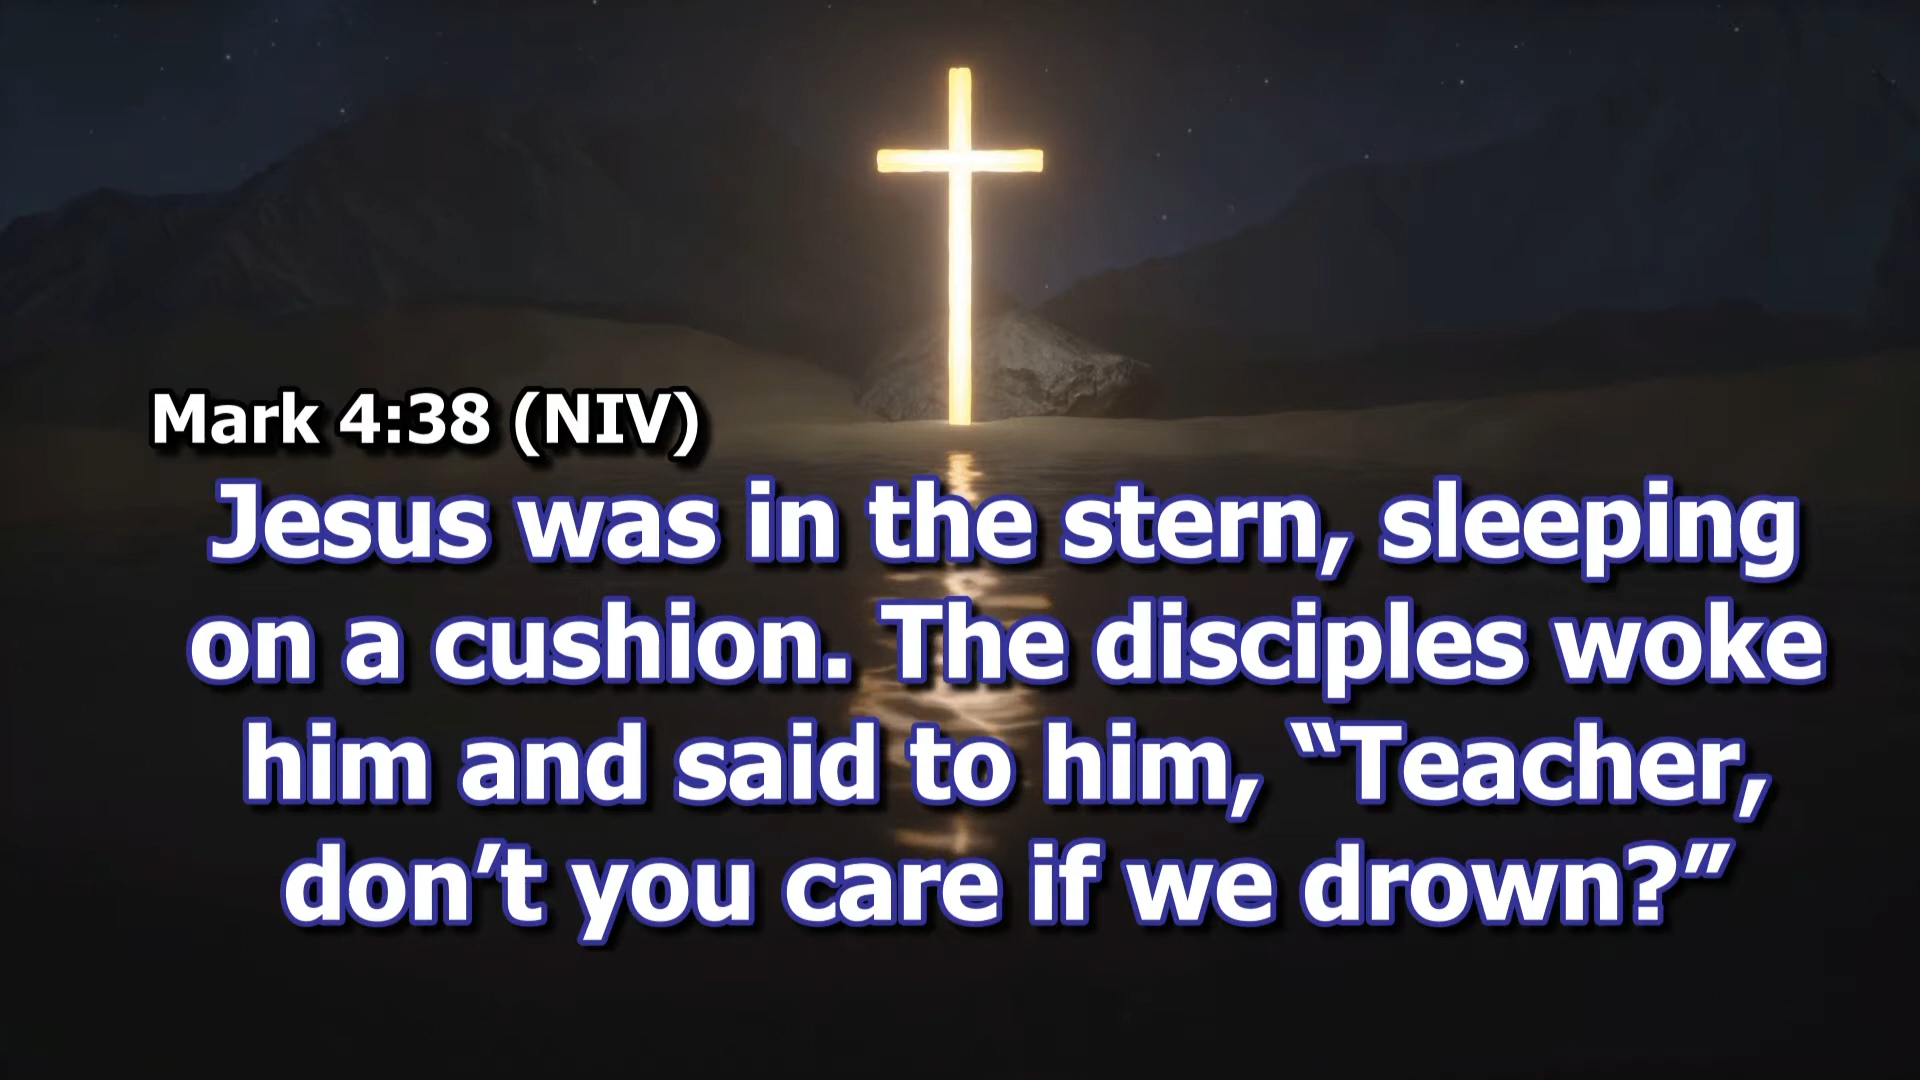 Mark 4:38 (NIV)
Jesus was in the stern, sleeping
on a cushion. The disciples woke
him and said to him, “Teacher,
don’t you care if we drown?”